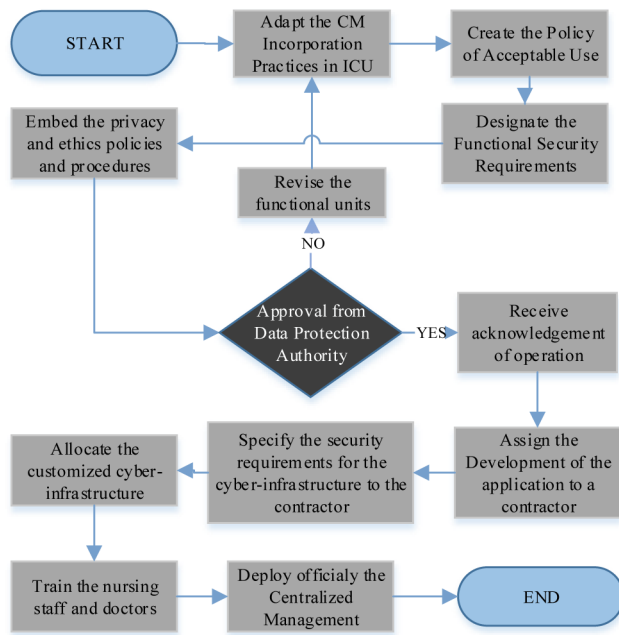 START
Adapt the CM
Incorporation
Practices in ICU
Create the Policy
of Acceptable Use
Designate the
Functional Security
Requirements
Embed the privacy
and ethics policies
and procedures
Revise the
functional units
NO
Approval from
Data Protection
Authority
YES
Receive
acknowledgement
of operation
Assign the
Development of the
application to a
contractor
Specify the security
requirements for the
cyber-infrastructure to the
contractor
Allocate the
customized cyber-
infrastructure
Train the nursing
staff and doctors
Deploy officialy the
Centralized
Management
END